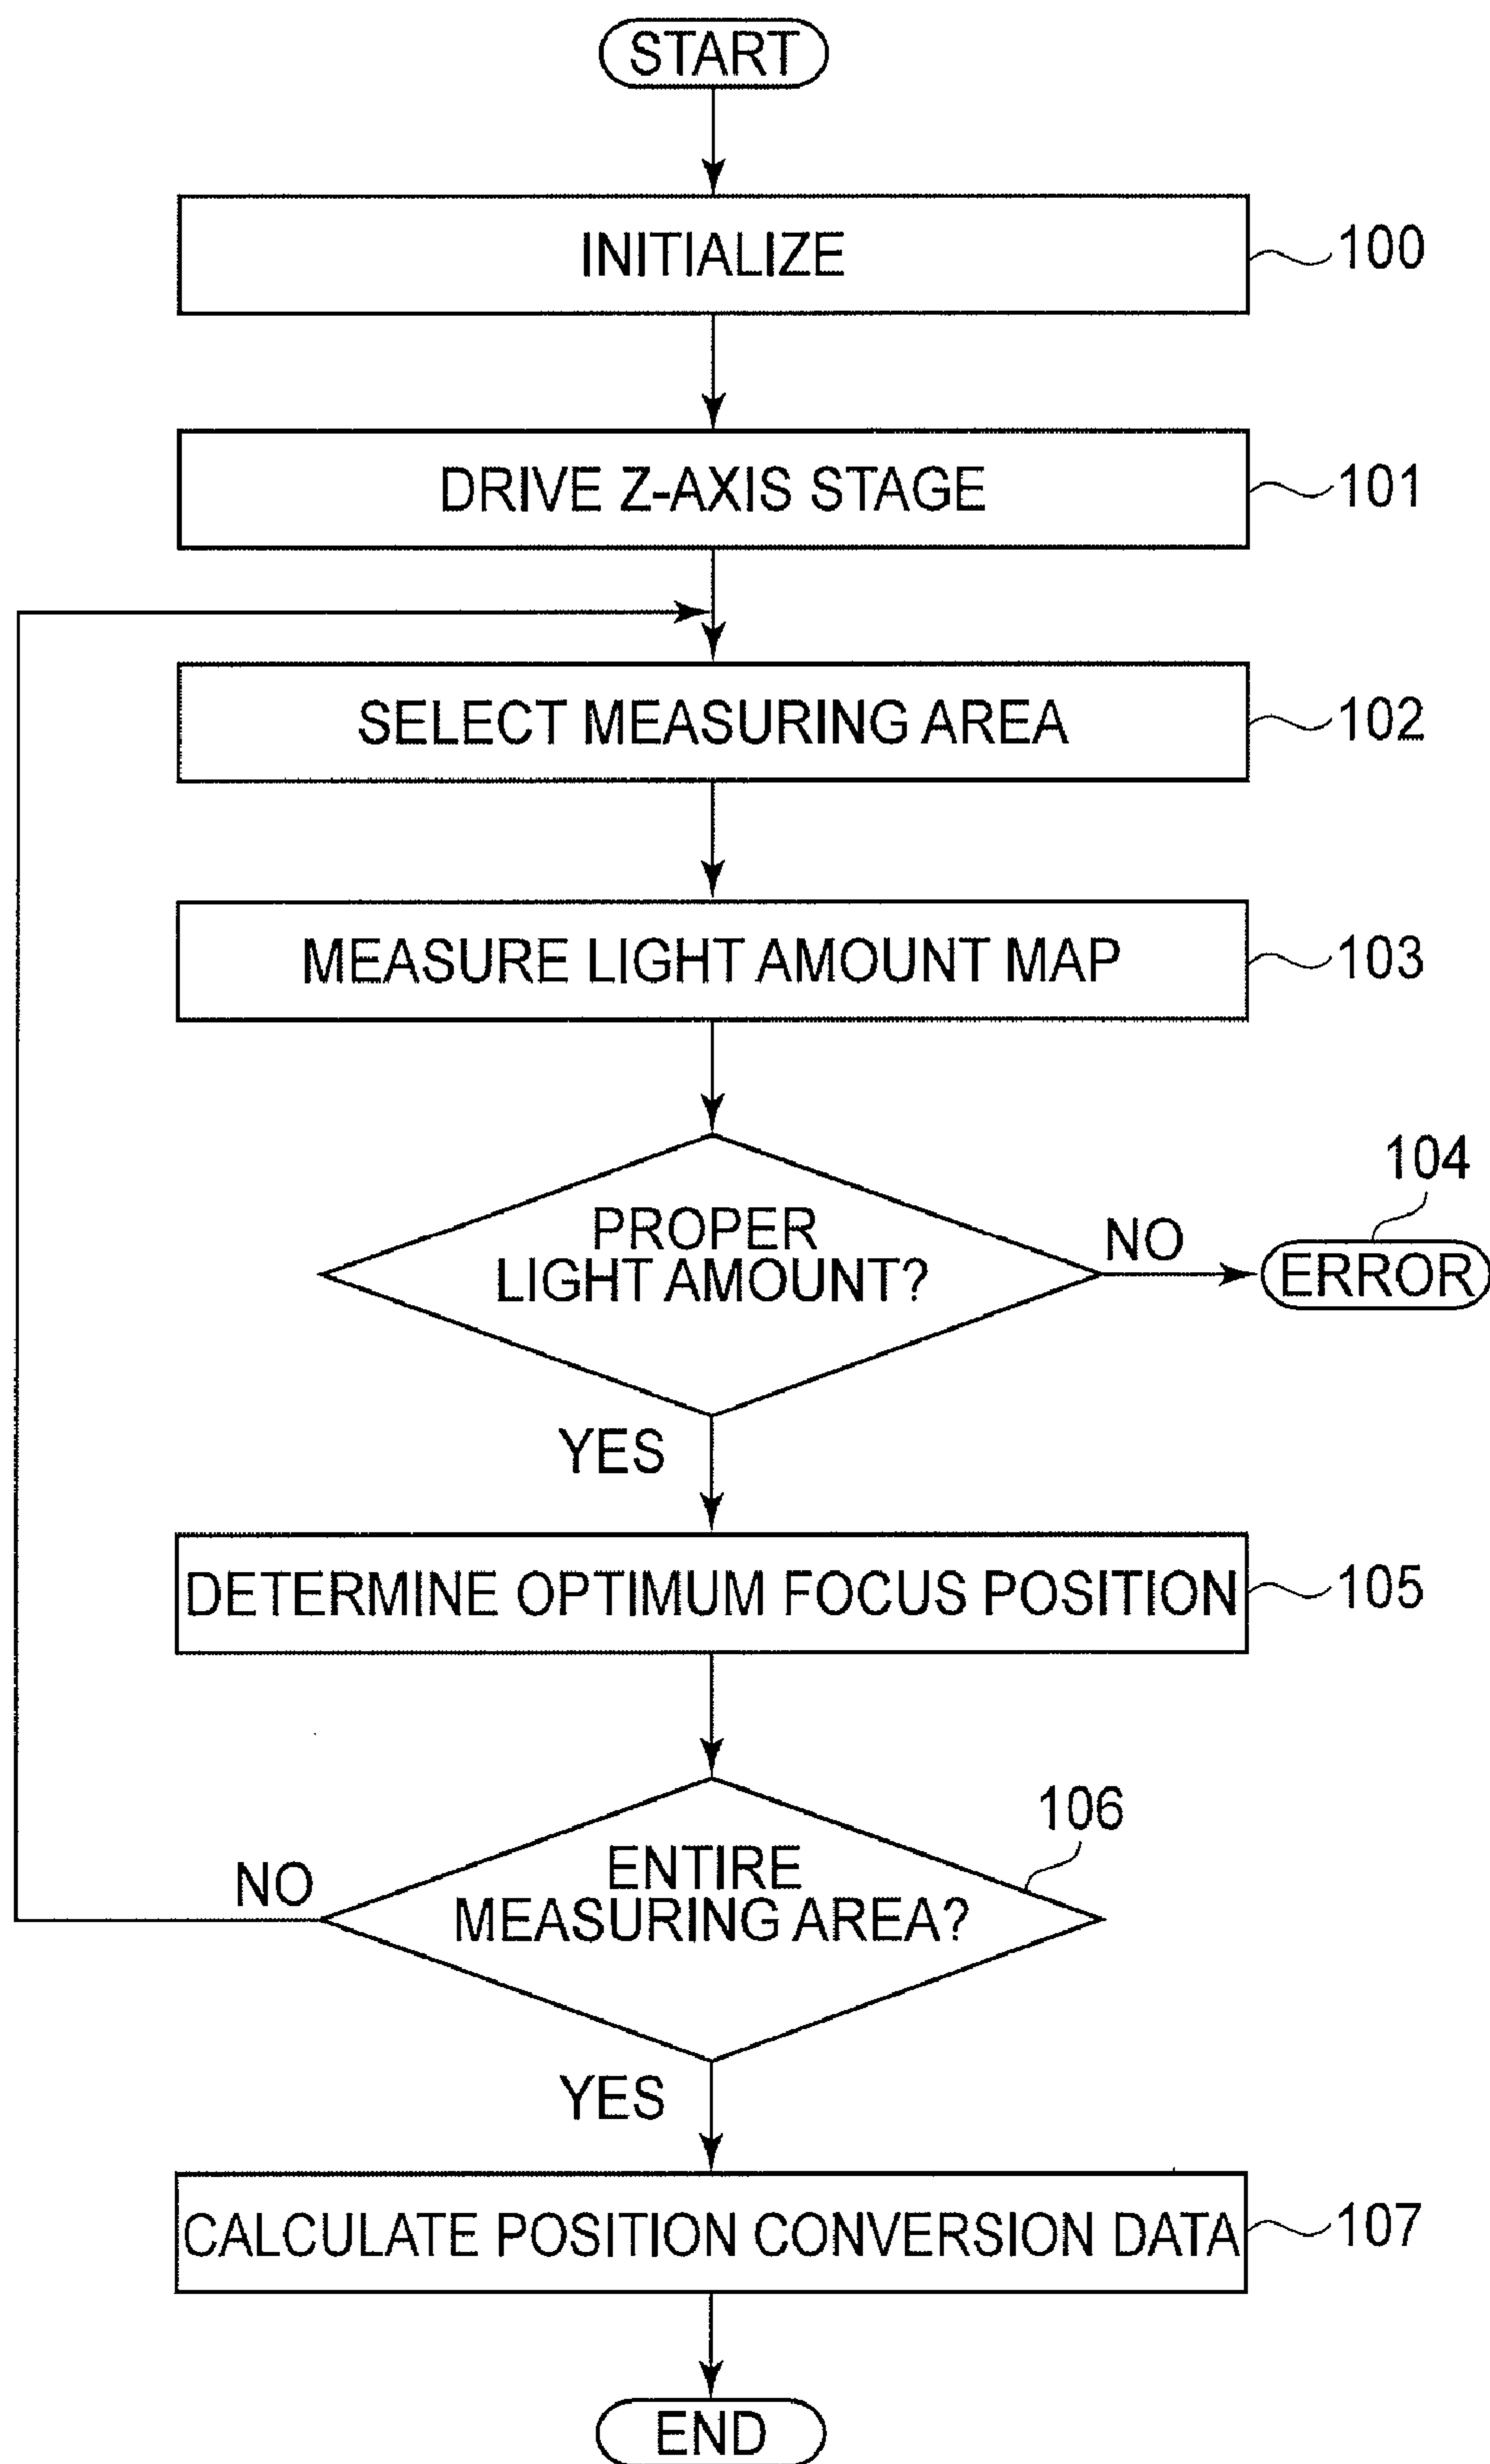 START
INITIALIZE
100
DRIVE Z-AXIS STAGE
101
SELECT MEASURING AREA
102
MEASURE LIGHT AMOUNT MAP
103
PROPER
LIGHT AMOUNT?
NO
104
ERROR
YES
DETERMINE OPTIMUM FOCUS POSITION
105
106
ENTIRE
MEASURING AREA?
NO
YES
CALCULATE POSITION CONVERSION DATA
107
END